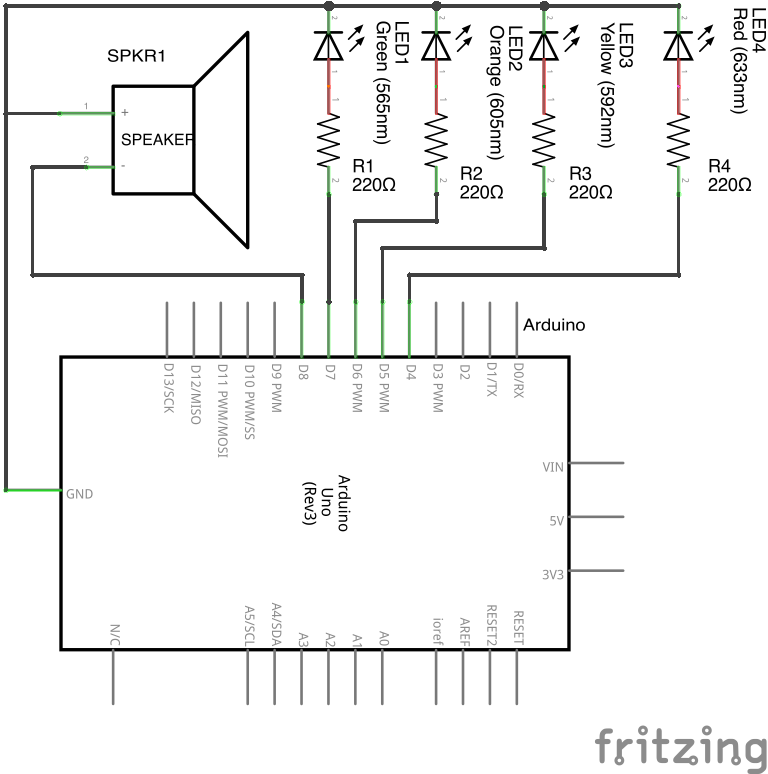 SPKR1
1
+
SPEAKER
2
-
2
LED1
Green (565nm)
1
1
R1
220Ω
2
2
LED2
Orange (605nm)
1
1
R2
220Ω
2
2
LED3
Yellow (592nm)
1
1
R3
220Ω
2
2
LED4
Red (633nm)
1
1
R4
220Ω
2
Arduino
D13/SCK
D12/MISO
D11 PWM/MOSI
D10 PWM/SS
D9 PWM
D8
D7
D6 PWM
D5 PWM
D4
D3 PWM
D2
D1/TX
D0/RX
GND
Arduino
Uno
(Rev3)
VIN
5V
3V3
N/C
A5/SCL
A4/SDA
A3
A2
A1
A0
ioref
AREF
RESET2
RESET
fritzing